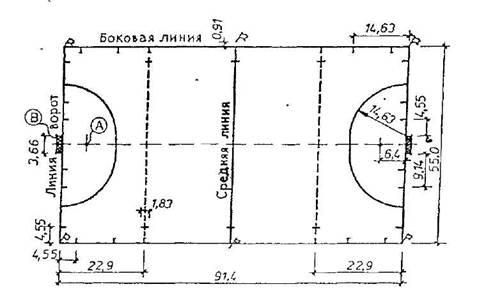 Боковая линия
0,91
14,63
В
А
3,66
Линия ворот
Средняя линия
14,63
4,55
6,4
9,14
55,0
1,83
4,55
4,55
22,9
22,9
91,4